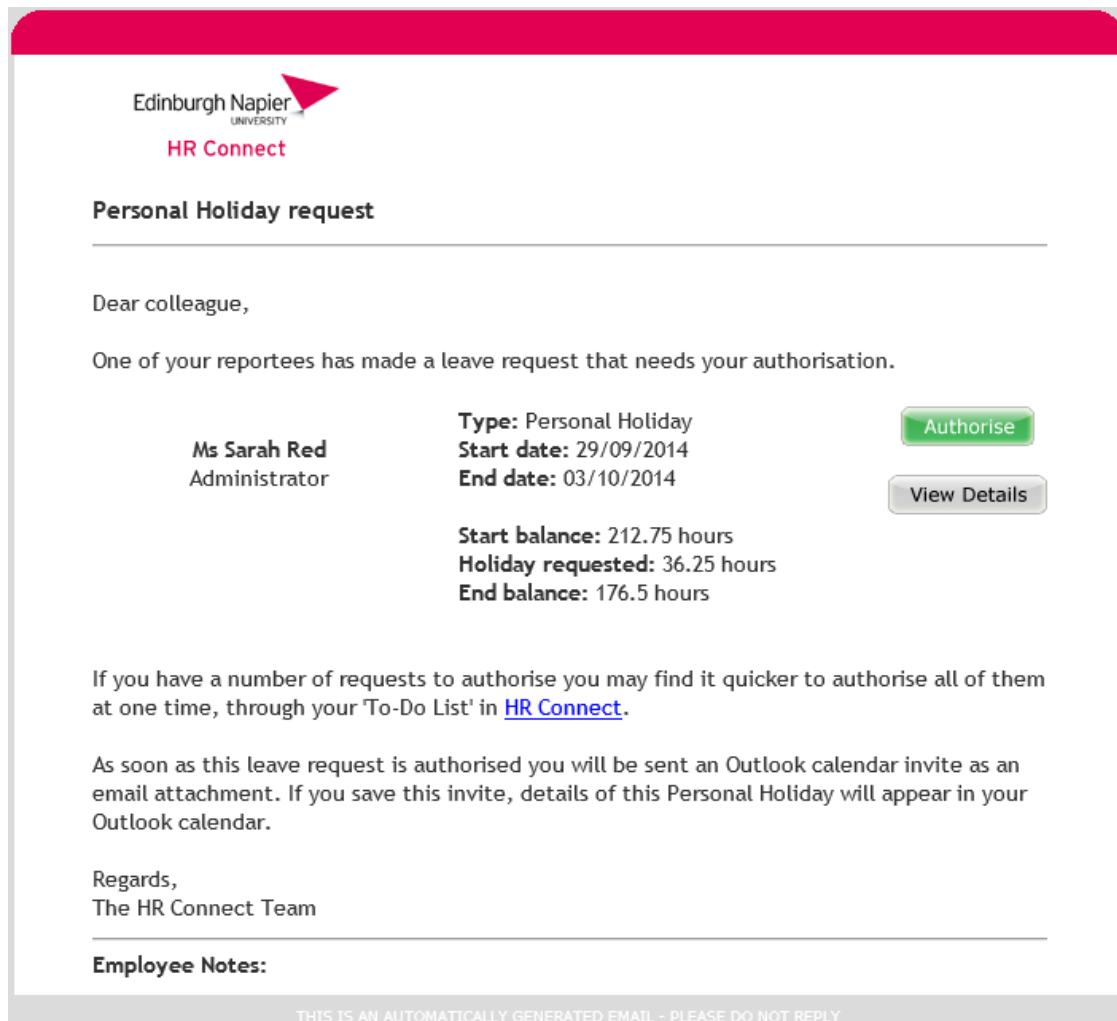 Edinburgh Napier
UNIVERSITY
HR Connect
Personal Holiday request
Dear colleague,
One of your reportees has made a leave request that needs your authorisation.
Ms Sarah Red
Administrator
Type: Personal Holiday
Start date: 29/09/2014
End date: 03/10/2014
Start balance: 212.75 hours
Holiday requested: 36.25 hours
End balance: 176.5 hours
Authorise
View Details
If you have a number of requests to authorise you may find it quicker to authorise all of them
at one time, through your 'To-Do List' in HR Connect.
As soon as this leave request is authorised you will be sent an Outlook calendar invite as an
email attachment. If you save this invite, details of this Personal Holiday will appear in your
Outlook calendar.
Regards,
The HR Connect Team
Employee Notes:
THIS IS AN AUTOMATICALLY GENERATED EMAIL - PLEASE DO NOT REPLY